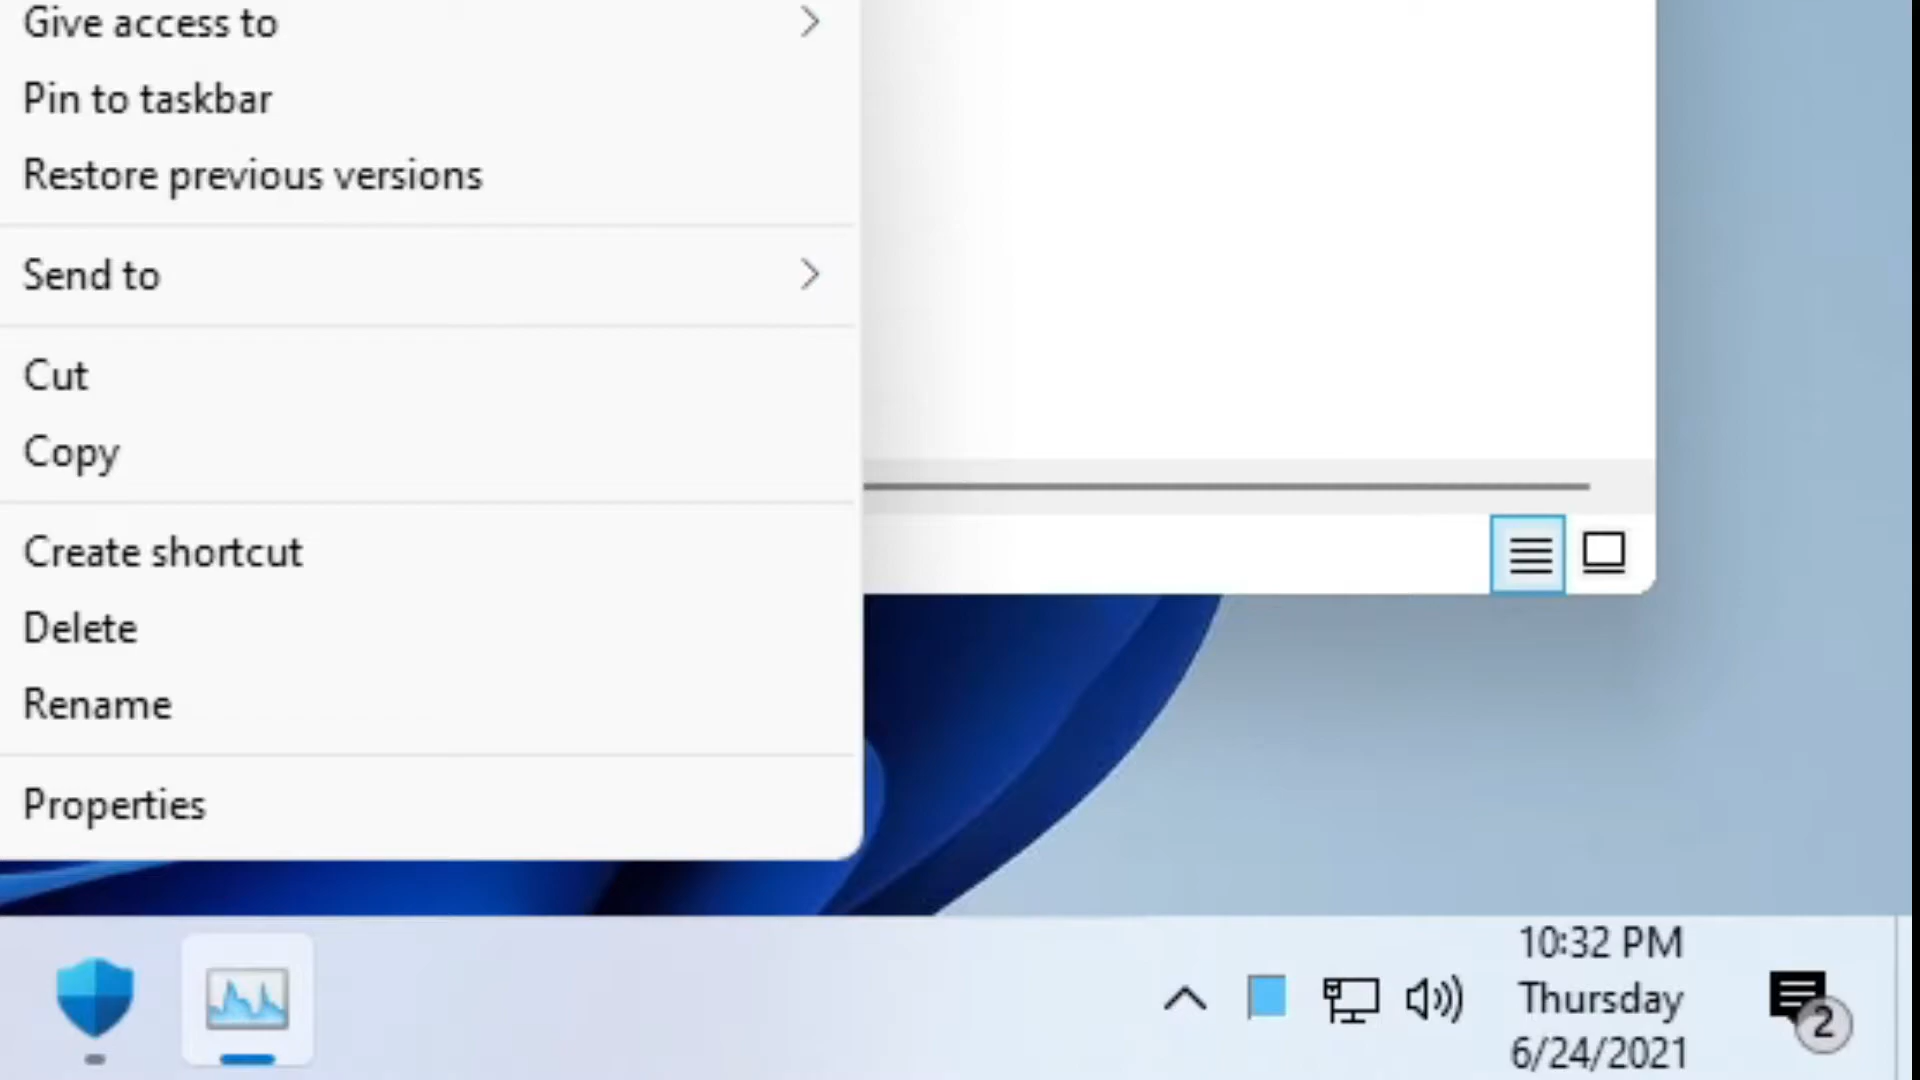 Give access to
Pin to taskbar
Restore previous versions
Send to
Cut
Copy
Create shortcut
Delete
Rename
Properties
10:32 PM
Thursday
6/24/2021
2